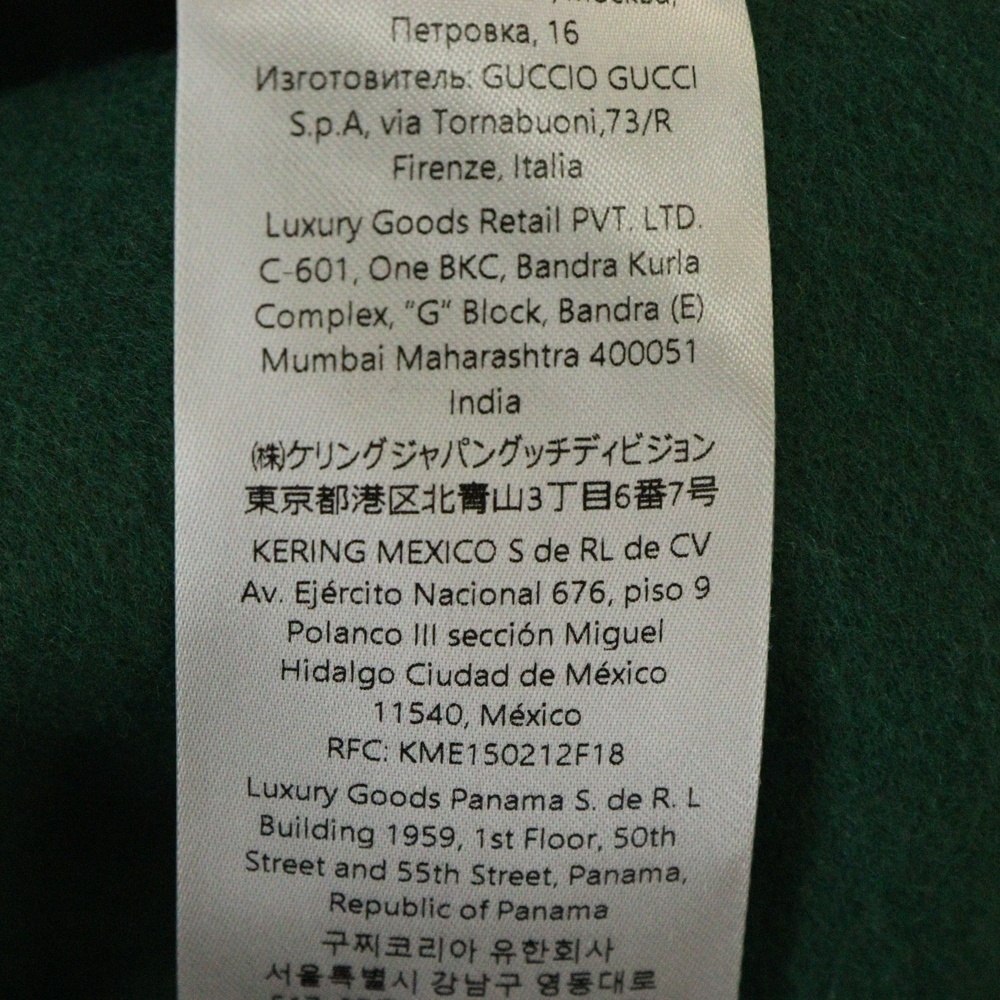 Москва,
Петровка, 16
Изготовитель: GUCCIO GUCCI
S.p.A, via Tornabuoni,73/R
Firenze, Italia
Luxury Goods Retail PVT. LTD.
C-601, One BKC, Bandra Kurla
Complex, "G" Block, Bandra (E)
Mumbai Maharashtra 400051
India
㈱ケリングジャパングッチディビジョン
東京都港区北青山3丁目6番7号
KERING MEXICO S de RL de CV
Av. Ejército Nacional 676, piso 9
Polanco III sección Miguel
Hidalgo Ciudad de México
11540, México
RFC: KME150212F18
Luxury Goods Panama S. de R. L
Building 1959, 1st Floor, 50th
Street and 55th Street, Panama,
Republic of Panama
구찌코리아 유한회사
서울특별시 강남구 영동대로